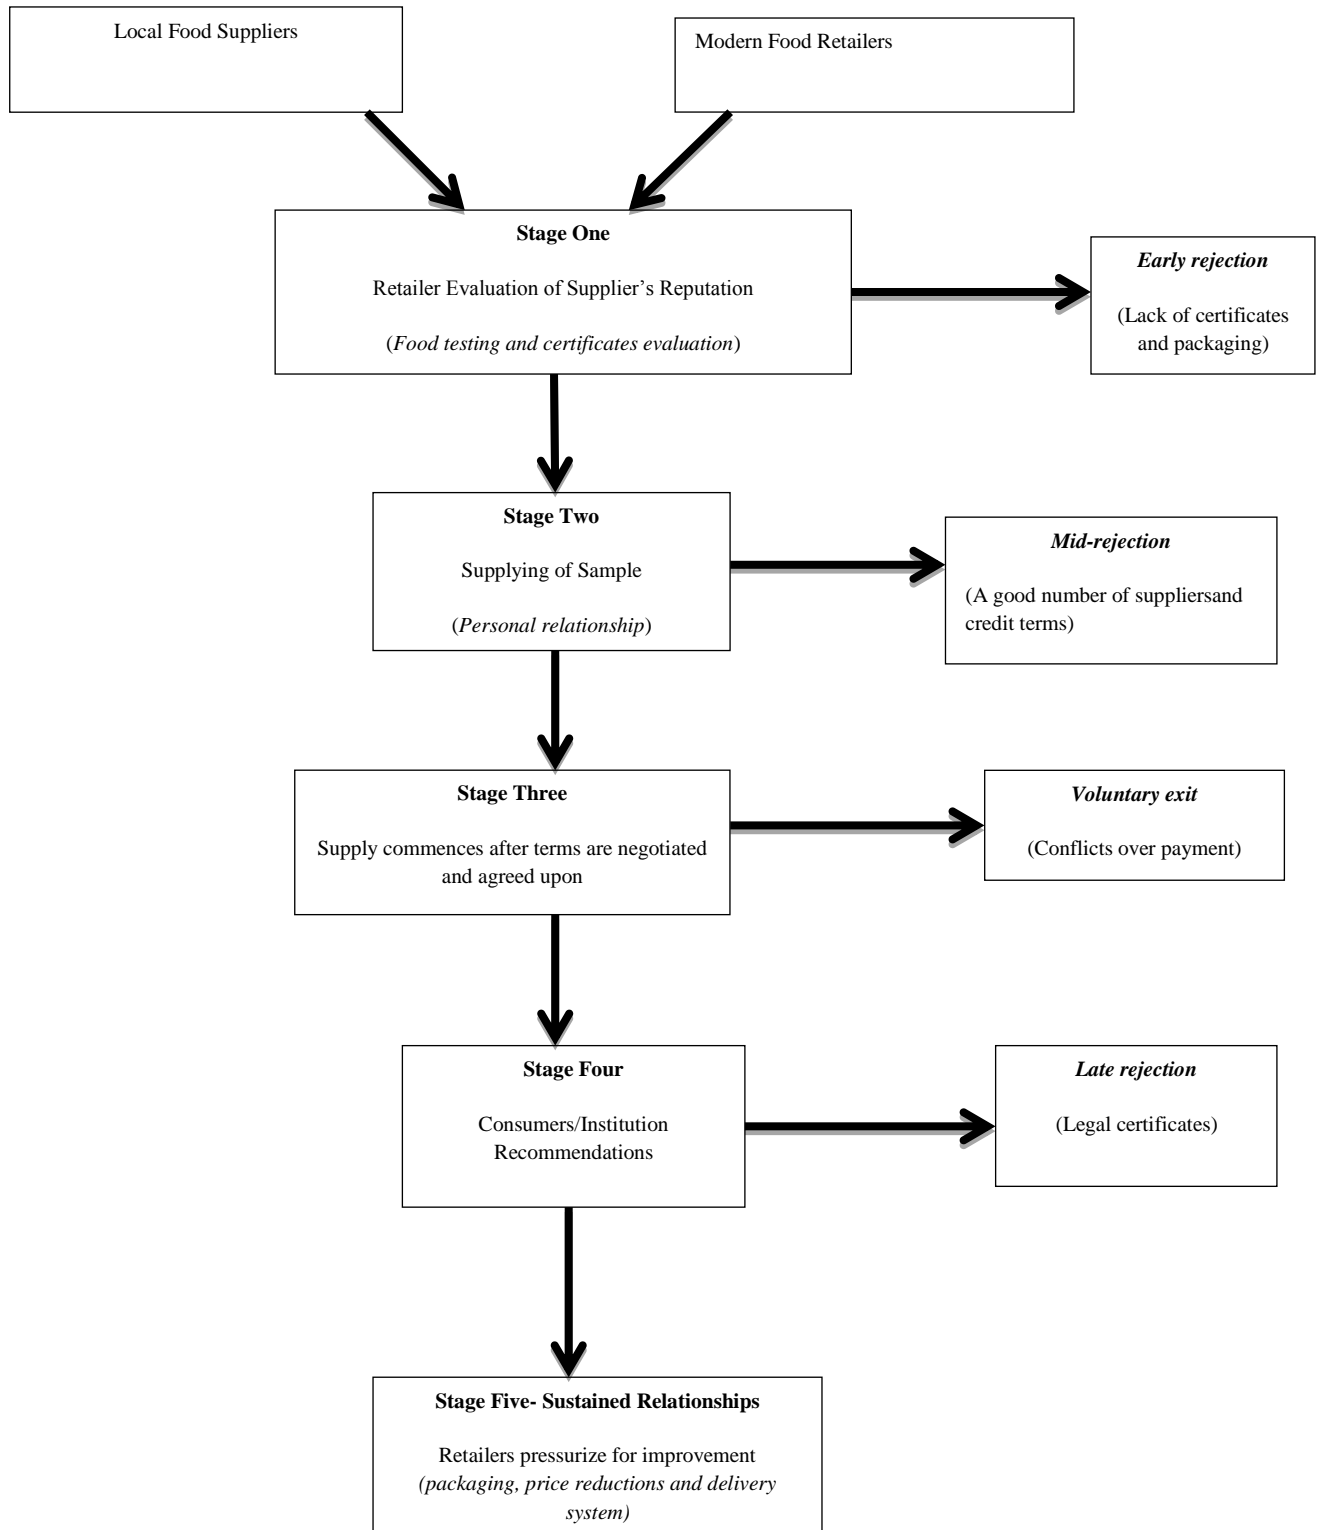 Local Food Suppliers
Modern Food Retailers
Stage One
Retailer Evaluation of Supplier’s Reputation
(Food testing and certificates evaluation)
Early rejection
(Lack of certificates
and packaging)
Stage Two
Supplying of Sample
(Personal relationship)
Mid-rejection
(A good number of suppliersand
credit terms)
Stage Three
Supply commences after terms are negotiated
and agreed upon
Voluntary exit
(Conflicts over payment)
Stage Four
Consumers/Institution
Recommendations
Late rejection
(Legal certificates)
Stage Five- Sustained Relationships
Retailers pressurize for improvement
(packaging, price reductions and delivery
system)